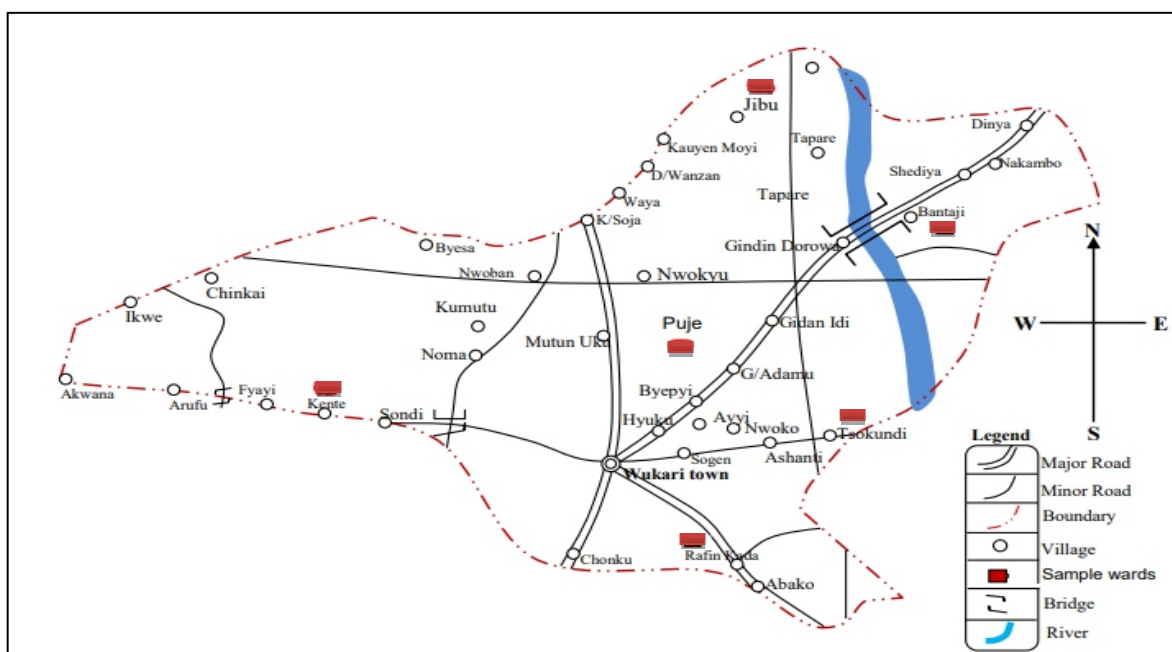 Jibu
Dinya
Kauyen Moyi
Tapare
D/Wanzan
Shediya
Nakambo
Waya
Tapare
K/Soja
Bantaji
N
Byesa
Gindin Dorowa
Nwoban
Nwokyu
Chinkai
Ikwe
Kumutu
Puje
Gidan Idi
W
E
Mutun Uku
Noma
G/Adamu
Akwana
Arufu
Fyayi
Kente
Byepyi
Sondi
Hyuku
Ayyi
Nwoko
Tsokundi
S
Sogen
Ashanti
Wukari town
Legend
Major Road
Minor Road
Boundary
Village
Sample wards
Bridge
River
Chonku
Rafin Kada
Abako